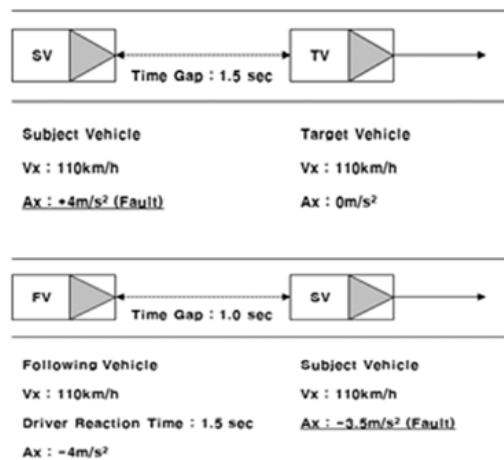 SV
TV
Time Gap : 1.5 sec
Subject Vehicle
Target Vehicle
Vx : 110km/h
Vx : 110km/h
Ax : +4m/s² (Fault)
Ax : 0m/s²
FV
SV
Time Gap : 1.0 sec
Following Vehicle
Subject Vehicle
Vx : 110km/h
Vx : 110km/h
Driver Reaction Time : 1.5 sec
Ax : -3.5m/s² (Fault)
Ax : -4m/s²